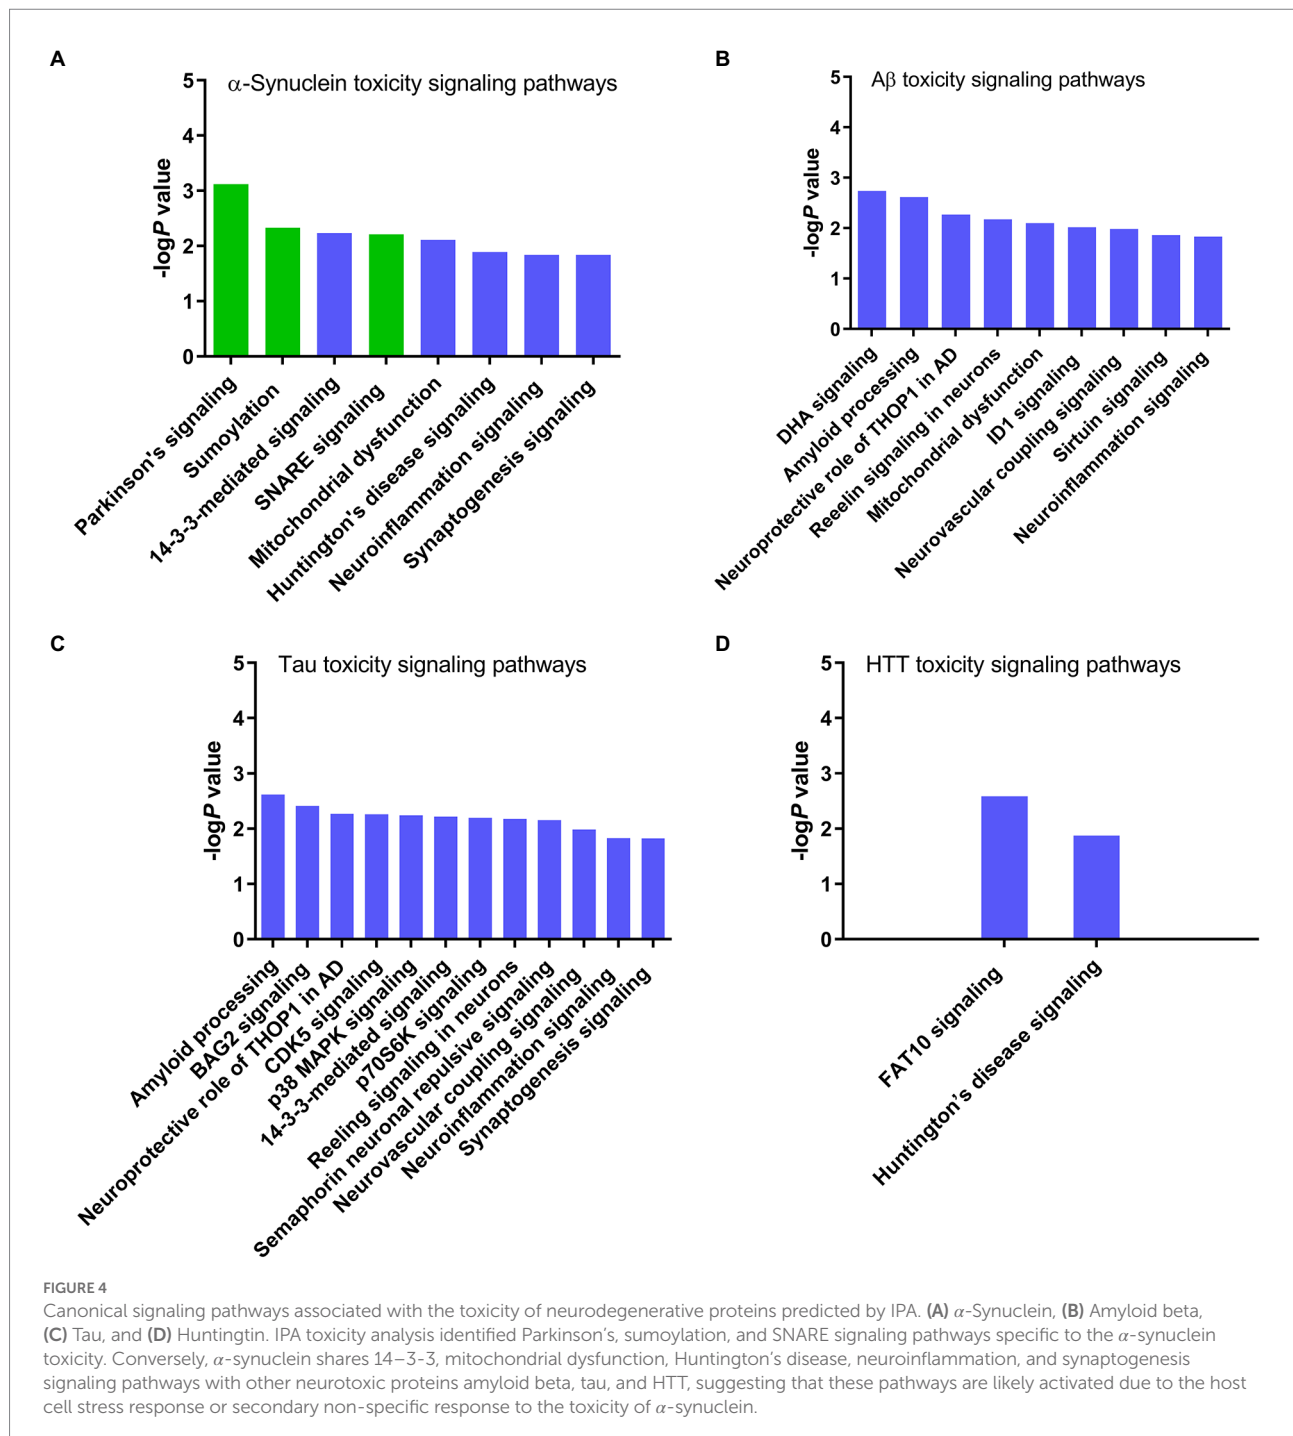 A
α-Synuclein toxicity signaling pathways
-logP value
5
4
3
2
1
0
Parkinson's signaling
Sumoylation
14-3-3-mediated signaling
SNARE signaling
Mitochondrial dysfunction
Huntington's disease signaling
Neuroinflammation signaling
Synaptogenesis signaling
B
Aβ toxicity signaling pathways
-logP value
5
4
3
2
1
0
DHA signaling
Amyloid processing
Neuroprotective role of THOP1 in AD
Reeelin signaling in neurons
Mitochondrial dysfunction
ID1 signaling
Neurovascular coupling signaling
Sirtuin signaling
Neuroinflammation signaling
C
Tau toxicity signaling pathways
-logP value
5
4
3
2
1
0
Amyloid processing
BAG2 signaling
Neuroprotective role of THOP1 in AD
CDK5 signaling
p38 MAPK signaling
14-3-3-mediated signaling
p70S6K signaling
Reeling signaling in neurons
Semaphorin neuronal repulsive signaling
Neurovascular coupling signaling
Neuroinflammation signaling
Synaptogenesis signaling
D
HTT toxicity signaling pathways
-logP value
5
4
3
2
1
0
FAT10 signaling
Huntington’s disease signaling
FIGURE 4
Canonical signaling pathways associated with the toxicity of neurodegenerative proteins predicted by IPA. (A) α-Synuclein, (B) Amyloid beta,
(C) Tau, and (D) Huntingtin. IPA toxicity analysis identified Parkinson’s, sumoylation, and SNARE signaling pathways specific to the α-synuclein
toxicity. Conversely, α-synuclein shares 14–3-3, mitochondrial dysfunction, Huntington’s disease, neuroinflammation, and synaptogenesis
signaling pathways with other neurotoxic proteins amyloid beta, tau, and HTT, suggesting that these pathways are likely activated due to the host
cell stress response or secondary non-specific response to the toxicity of α-synuclein.